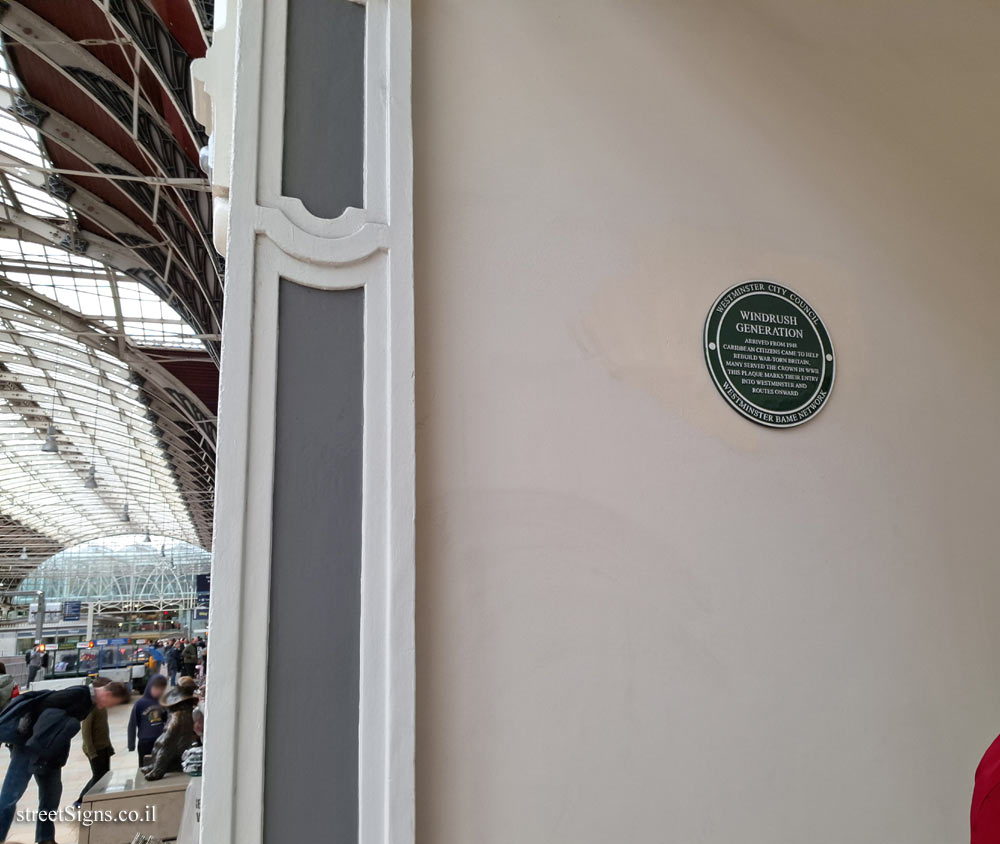 WESTMINSTER CITY COUNCIL
WINDRUSH
GENERATION
ARRIVED FROM 1948
CARIBBEAN CITIZENS CAME TO HELP
REBUILD WAR-TORN BRITAIN.
MANY SERVED THE CROWN IN WWII
THIS PLAQUE MARKS THEIR ENTRY
INTO WESTMINSTER AND
ROUTES ONWARD
WESTMINSTER BAME NETWORK
streetSigns.co.il